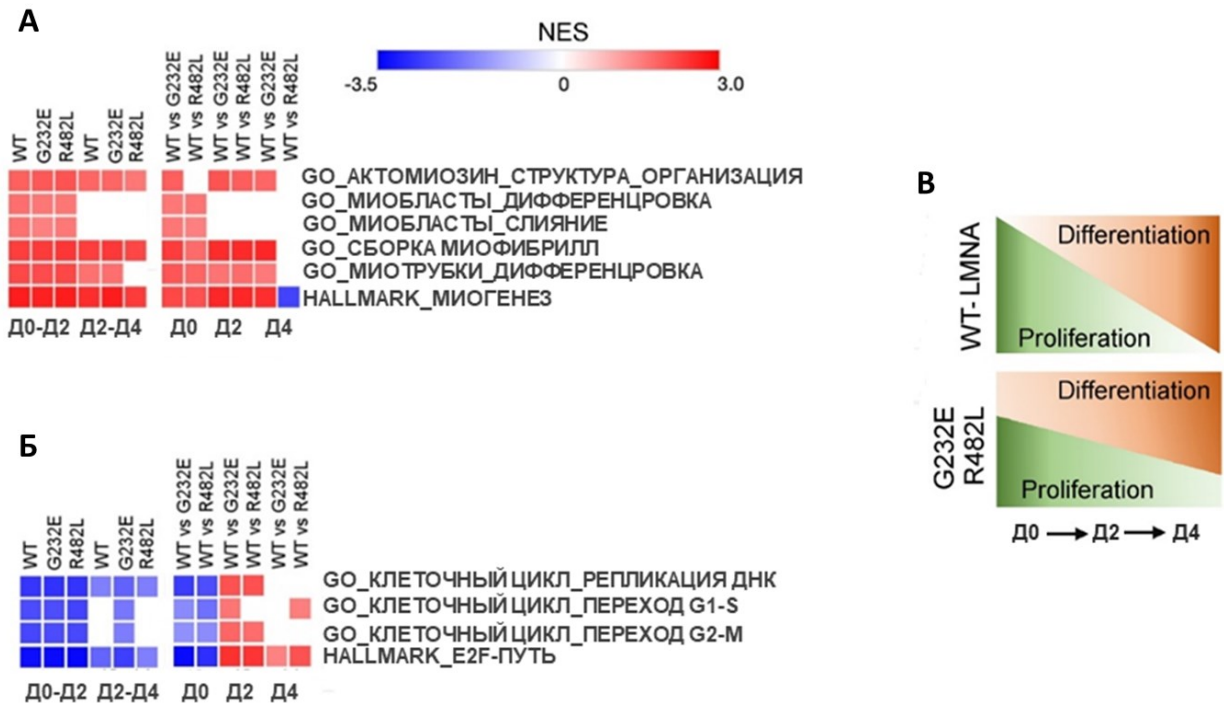 А
NES
-3.5 0 3.0
WT G232E R482L WT G232E R482L WT vs G232E WT vs R482L WT vs G232E WT vs R482L WT vs G232E WT vs R482L
GO_АКТОМИОЗИН_СТРУКТУРА_ОРГАНИЗАЦИЯ
GO_МИОБЛАСТЫ_ДИФФЕРЕНЦРОВКА
GO_МИОБЛАСТЫ_СЛИЯНИЕ
GO_СБОРКА МИОФИБРИЛЛ
GO_МИОТРУБКИ_ДИФФЕРЕНЦРОВКА
HALLMARK_МИОГЕНЕЗ
Д0-Д2 Д2-Д4 Д0 Д2 Д4
Б
WT G232E R482L WT G232E R482L WT vs G232E WT vs R482L WT vs G232E WT vs R482L WT vs G232E WT vs R482L
GO_КЛЕТОЧНЫЙ ЦИКЛ_РЕПЛИКАЦИЯ ДНК
GO_КЛЕТОЧНЫЙ ЦИКЛ_ПЕРЕХОД G1-S
GO_КЛЕТОЧНЫЙ ЦИКЛ_ПЕРЕХОД G2-M
HALLMARK_E2F-ПУТЬ
Д0-Д2 Д2-Д4 Д0 Д2 Д4
В
WT- LMNA
Differentiation
Proliferation
G232E
R482L
Differentiation
Proliferation
Д0 → Д2 → Д4